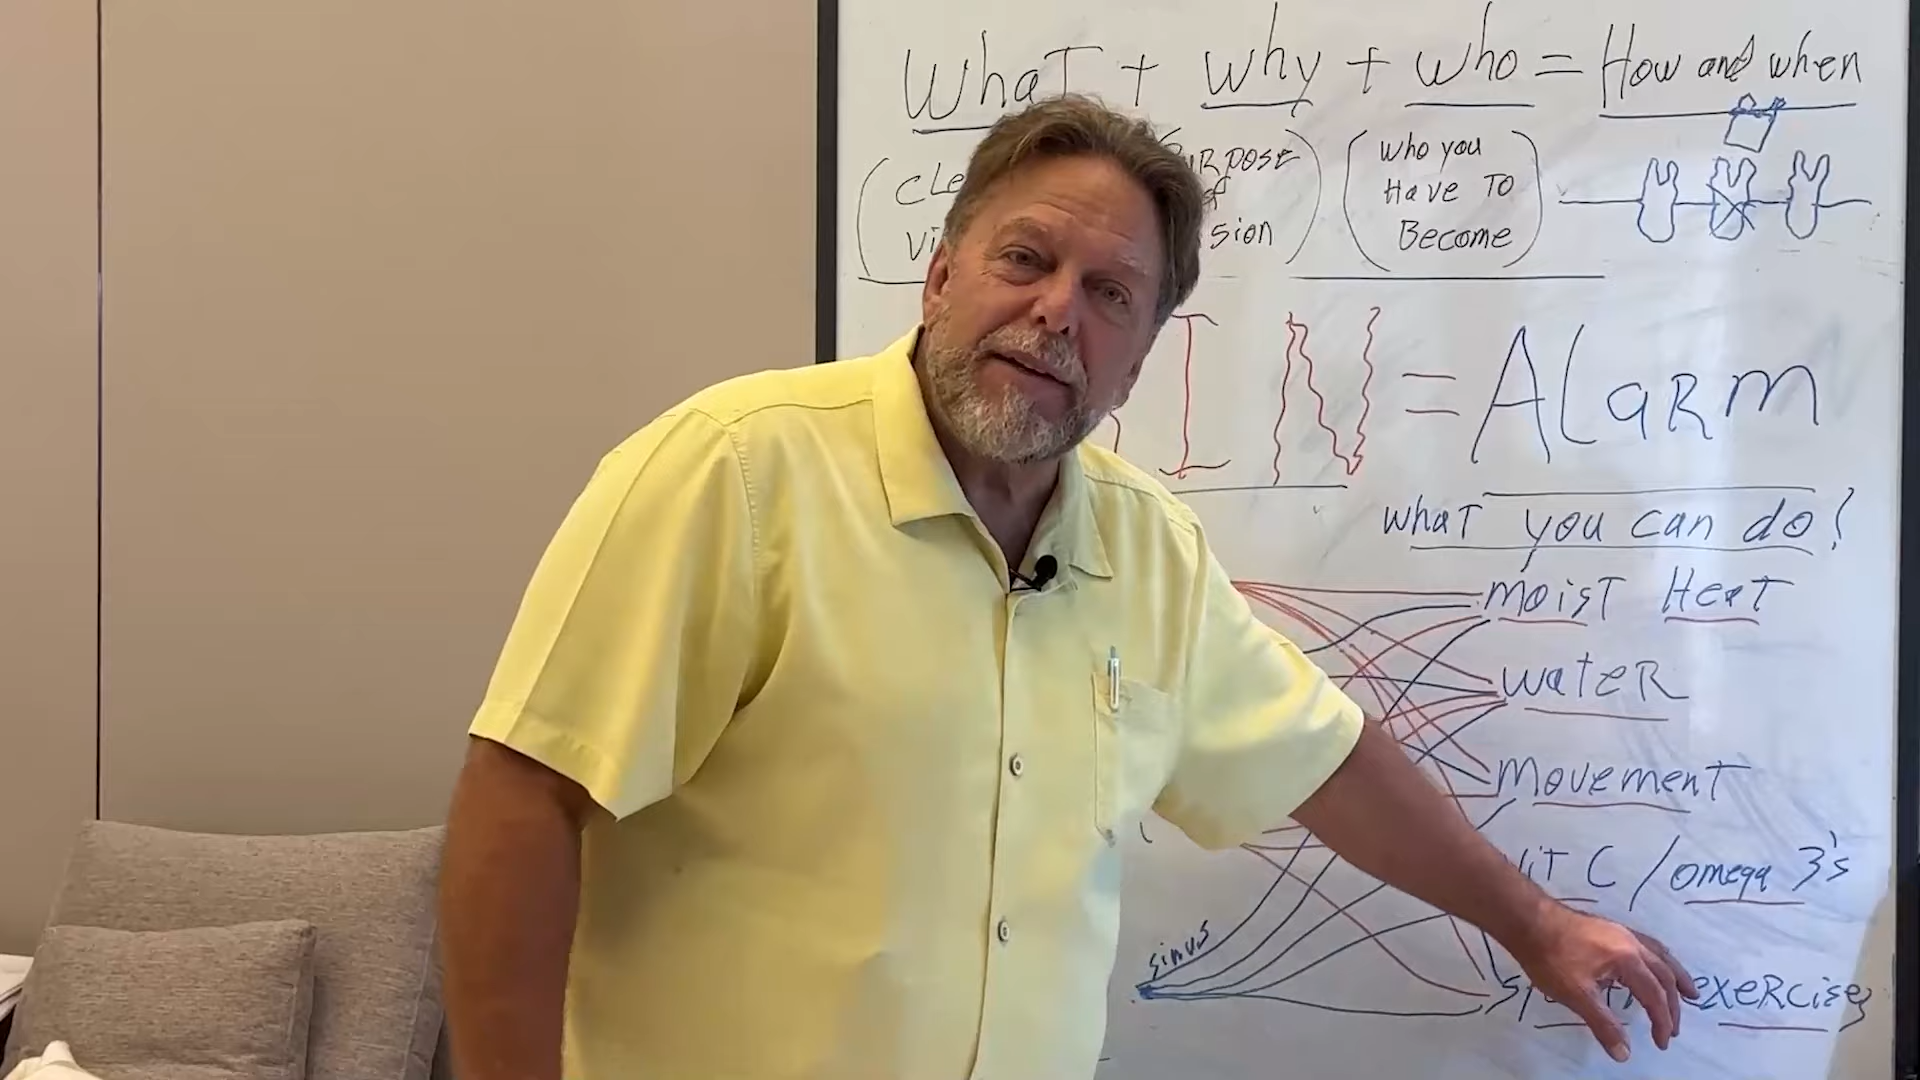 WhaT + why + who = How and when
Who you
Have To
Become
I N = ALaRm
whaT you can do!
moisT HeaT
waTeR
movemenT
C / omega 3's
sinus
exeRcises